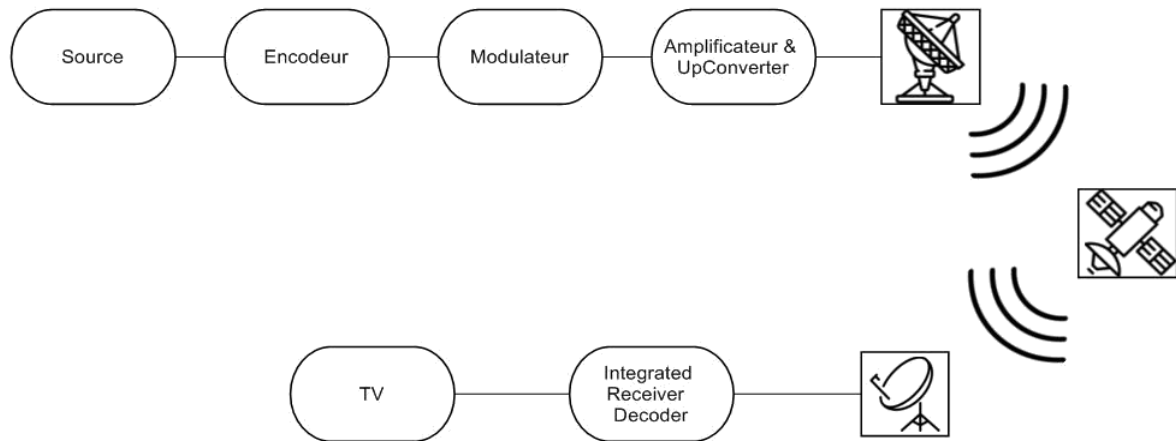 Source
Encodeur
Modulateur
Amplificateur &
UpConverter
TV
Integrated
Receiver
Decoder